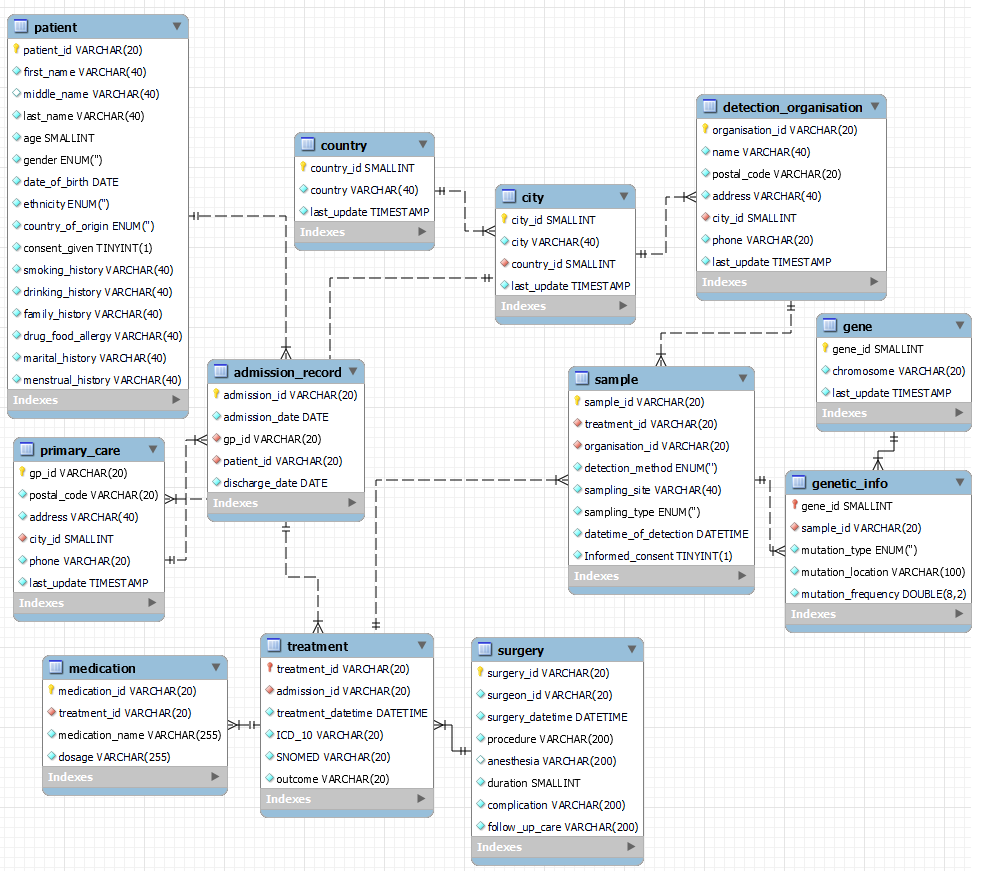 patient
patient_id VARCHAR(20)
first_name VARCHAR(40)
middle_name VARCHAR(40)
last_name VARCHAR(40)
age SMALLINT
gender ENUM('')
date_of_birth DATE
ethnicity ENUM('')
country_of_origin ENUM('')
consent_given TINYINT(1)
smoking_history VARCHAR(40)
drinking_history VARCHAR(40)
family_history VARCHAR(40)
drug_food_allergy VARCHAR(40)
marital_history VARCHAR(40)
menstrual_history VARCHAR(40)
Indexes
country
country_id SMALLINT
country VARCHAR(40)
last_update TIMESTAMP
Indexes
city
city_id SMALLINT
city VARCHAR(40)
country_id SMALLINT
last_update TIMESTAMP
Indexes
detection_organisation
organisation_id VARCHAR(20)
name VARCHAR(40)
postal_code VARCHAR(20)
address VARCHAR(40)
city_id SMALLINT
phone VARCHAR(20)
last_update TIMESTAMP
Indexes
gene
gene_id SMALLINT
chromosome VARCHAR(20)
last_update TIMESTAMP
Indexes
admission_record
admission_id VARCHAR(20)
admission_date DATE
gp_id VARCHAR(20)
patient_id VARCHAR(20)
discharge_date DATE
Indexes
sample
sample_id VARCHAR(20)
treatment_id VARCHAR(20)
organisation_id VARCHAR(20)
detection_method ENUM('')
sampling_site VARCHAR(40)
sampling_type ENUM('')
datetime_of_detection DATETIME
Informed_consent TINYINT(1)
Indexes
primary_care
gp_id VARCHAR(20)
postal_code VARCHAR(20)
address VARCHAR(40)
city_id SMALLINT
phone VARCHAR(20)
last_update TIMESTAMP
Indexes
genetic_info
gene_id SMALLINT
sample_id VARCHAR(20)
mutation_type ENUM('')
mutation_location VARCHAR(100)
mutation_frequency DOUBLE(8,2)
Indexes
medication
medication_id VARCHAR(20)
treatment_id VARCHAR(20)
medication_name VARCHAR(255)
dosage VARCHAR(255)
Indexes
treatment
treatment_id VARCHAR(20)
admission_id VARCHAR(20)
treatment_datetime DATETIME
ICD_10 VARCHAR(20)
SNOMED VARCHAR(20)
outcome VARCHAR(20)
Indexes
surgery
surgery_id VARCHAR(20)
surgeon_id VARCHAR(20)
surgery_datetime DATETIME
procedure VARCHAR(200)
anesthesia VARCHAR(200)
duration SMALLINT
complication VARCHAR(200)
follow_up_care VARCHAR(200)
Indexes